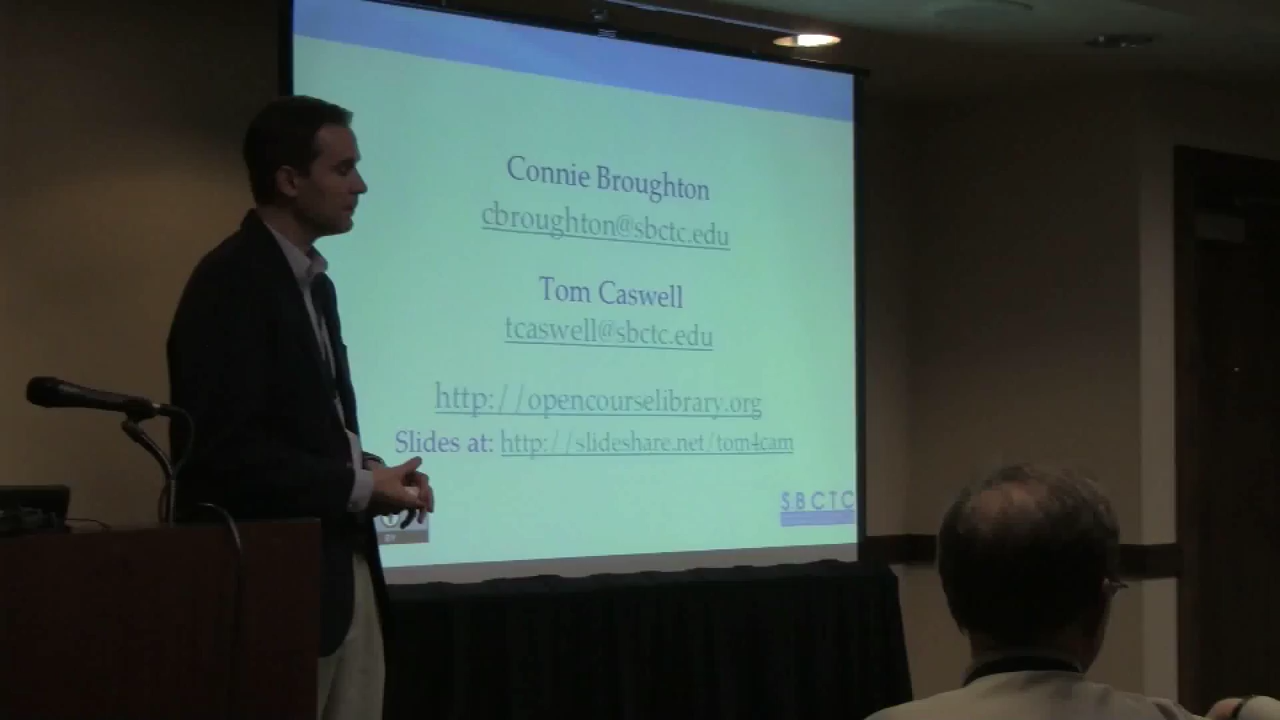 Connie Broughton
cbroughton@sbctc.edu
Tom Caswell
tcaswell@sbctc.edu
http://opencourselibrary.org
Slides at: http://slideshare.net/tom4cam
SBCTC
BY